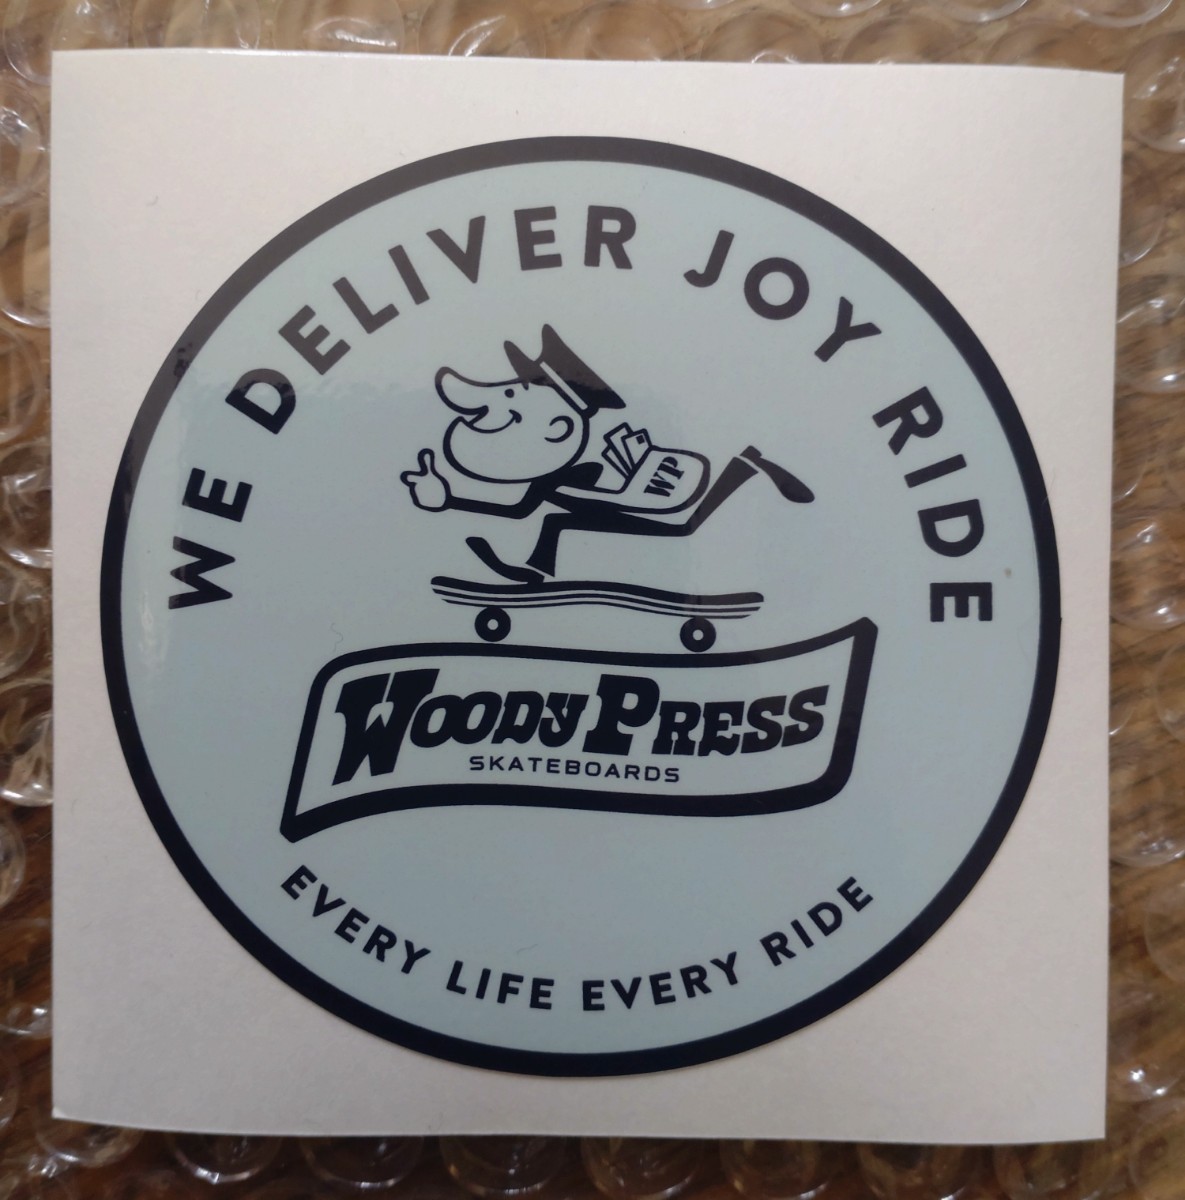 WE DELIVER JOY RIDE
WP
WOODY PRESS
SKATEBOARDS
EVERY LIFE EVERY RIDE